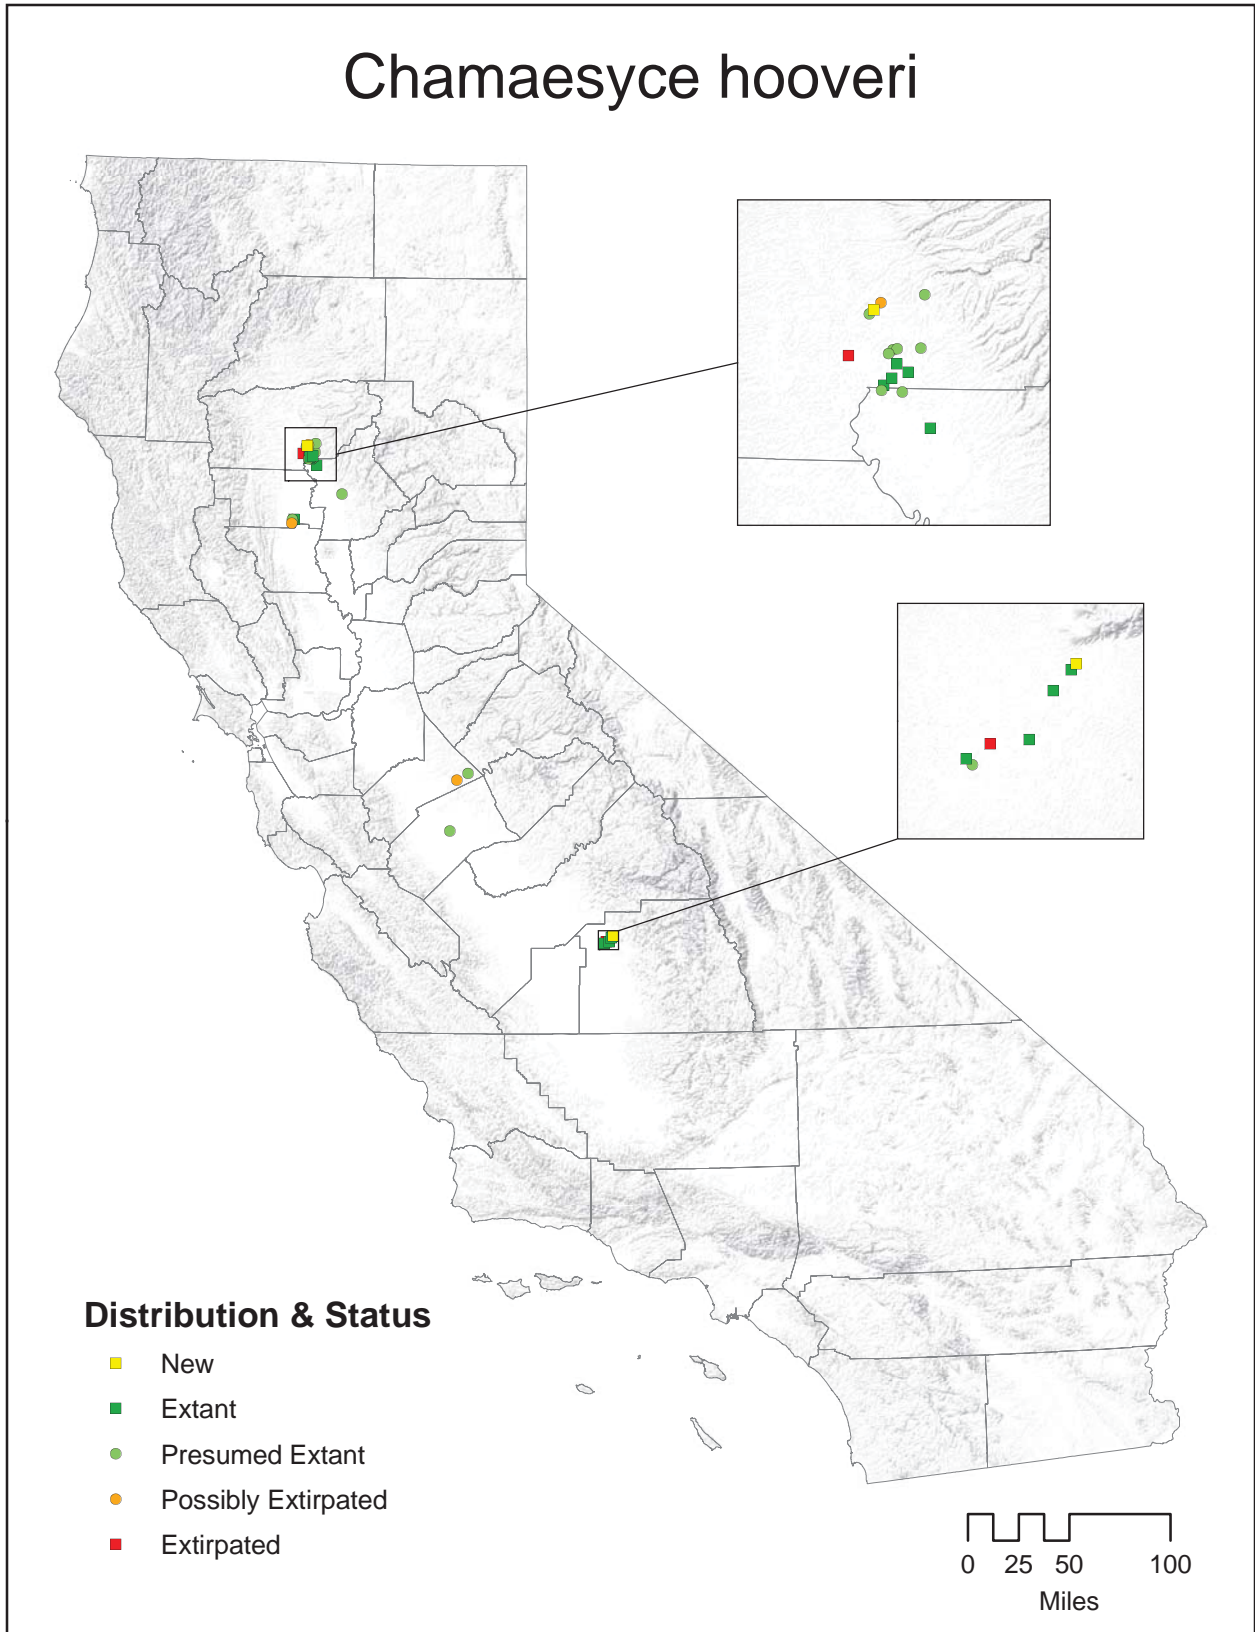 Chamaesyce hooveri
Distribution & Status
New
Extant
Presumed Extant
Possibly Extirpated
Extirpated
0 25 50 100
Miles